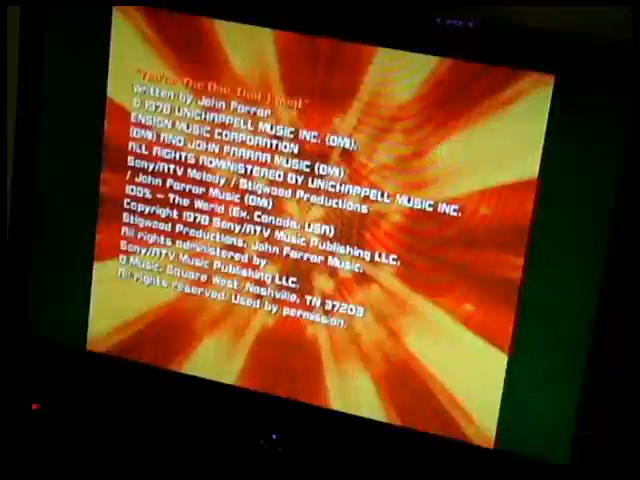 "You're The One That I Want"
Written by John Farrar
© 1978 UNICHAPPELL MUSIC INC. (BMI),
ENSIGN MUSIC CORPORATION
(BMI) AND JOHN FARRAR MUSIC (BMI)
ALL RIGHTS ADMINISTERED BY UNICHAPPELL MUSIC INC.
Sony/ATV Melody / Stigwood Productions
/ John Farrar Music (BMI)
100% - The World (Ex. Canada, USA)
Copyright 1978 Sony/ATV Music Publishing LLC,
Stigwood Productions, John Farrar Music.
All rights administered by
Sony/ATV Music Publishing LLC,
8 Music Square West, Nashville, TN 37203
All rights reserved. Used by permission.